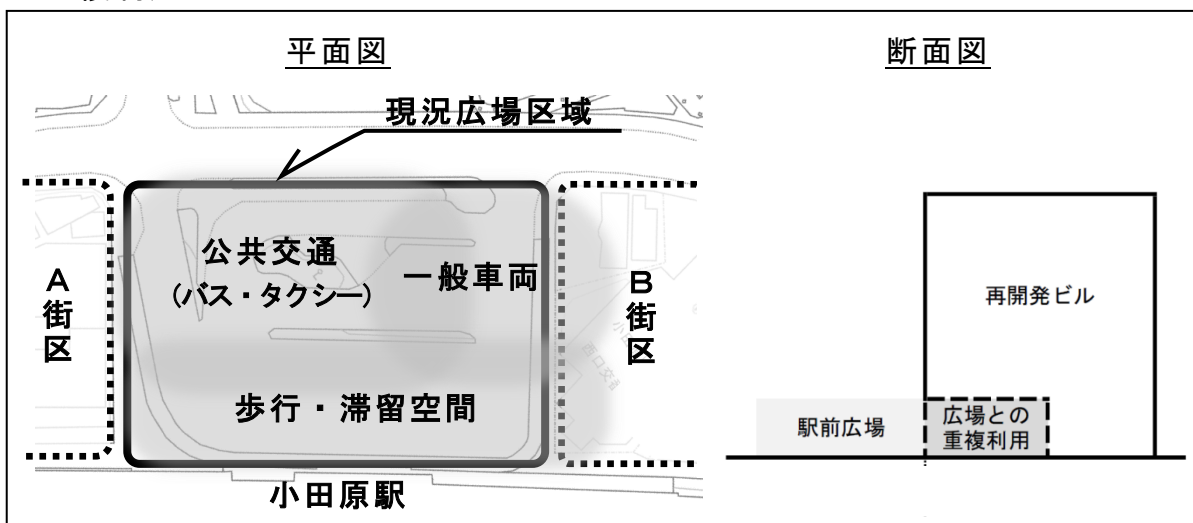 平面図
断面図
現況広場区域
公共交通
(バス・タクシー)
一般車両
A街区
B街区
歩行・滞留空間
小田原駅
再開発ビル
駅前広場
広場との
重複利用